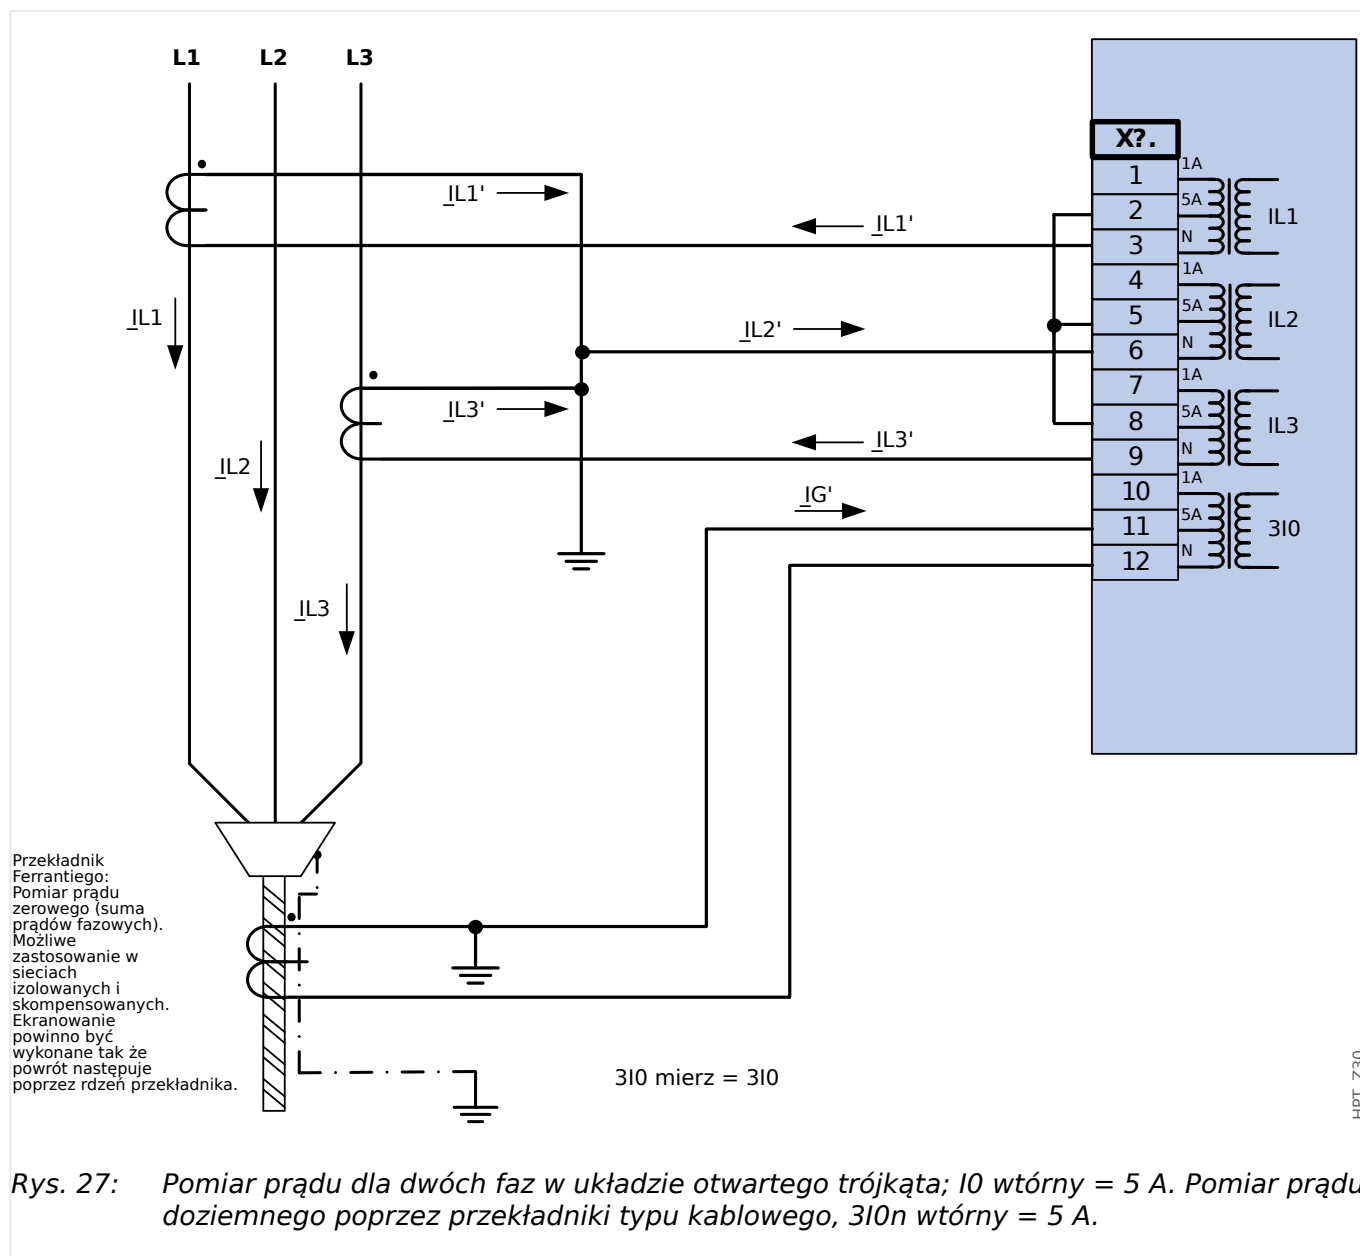 L1 L2 L3
X?.
1 1A
2 5A IL1
3 N
4 1A
5 5A IL2
6 N
7 1A
8 5A IL3
9 N
10 1A
11 5A 3I0
12 N
IL1'
IL1'
IL1
IL2'
IL3'
IL3'
IL2
IG'
IL3
Przekładnik
Ferrantiego:
Pomiar prądu
zerowego (suma
prądów fazowych).
Możliwe
zastosowanie w
sieciach
izolowanych i
skompensowanych.
Ekranowanie
powinno być
wykonane tak że
powrót następuje
poprzez rdzeń przekładnika.
3I0 mierz = 3I0
HPT_Z30
Rys. 27: Pomiar prądu dla dwóch faz w układzie otwartego trójkąta; I0 wtórny = 5 A. Pomiar prądu
doziemnego poprzez przekładniki typu kablowego, 3I0n wtórny = 5 A.